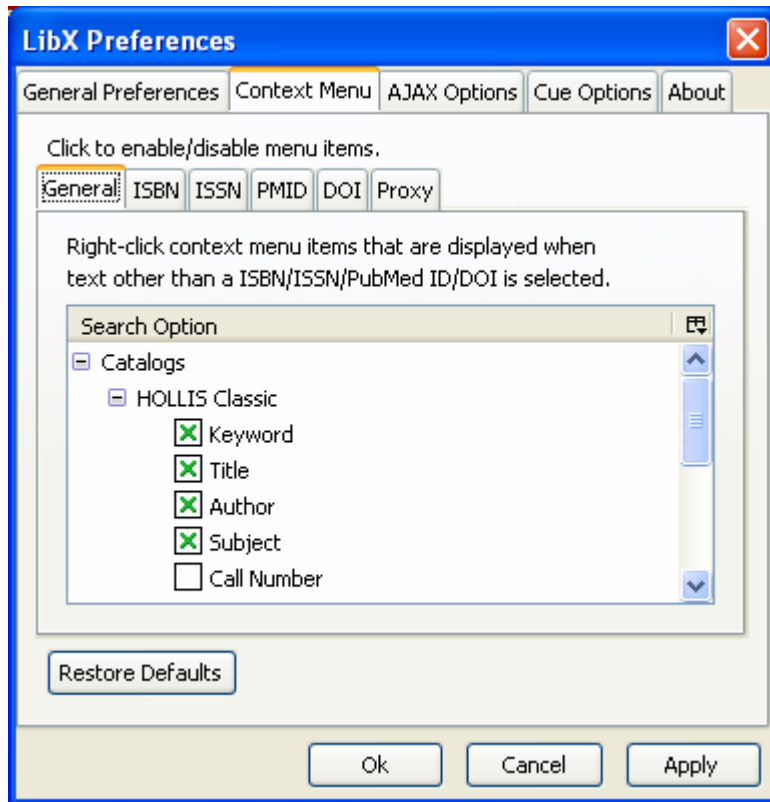 LibX Preferences
General Preferences Context Menu AJAX Options Cue Options About
Click to enable/disable menu items.
General ISBN ISSN PMID DOI Proxy
Right-click context menu items that are displayed when
text other than a ISBN/ISSN/PubMed ID/DOI is selected.
Search Option
Catalogs
HOLLIS Classic
Keyword
Title
Author
Subject
Call Number
Restore Defaults
Ok Cancel Apply